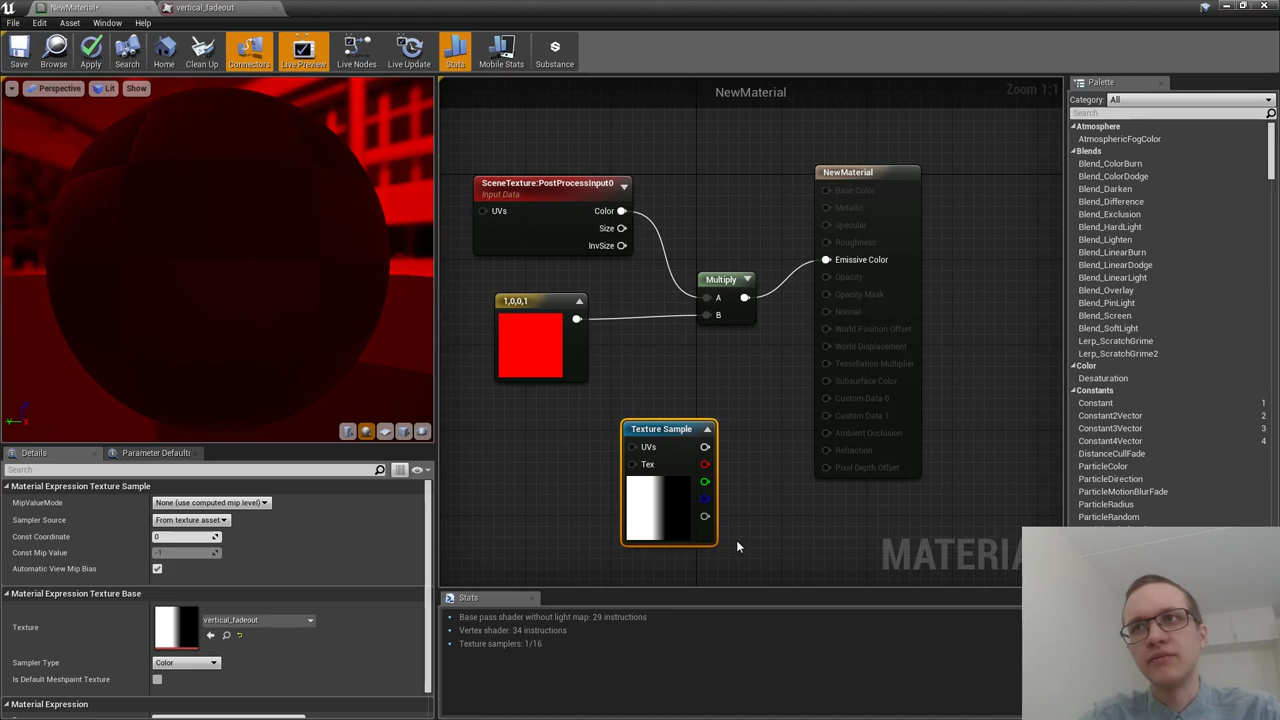 NewMaterial*
vertical_fadeout
File Edit Asset Window Help
Save Browse Apply Search Home Clean Up Connectors Live Preview Live Nodes Live Update Stats Mobile Stats Substance
Perspective Lit Show
NewMaterial
Zoom 1:1
SceneTexture:PostProcessInput0
Input Data
UVs Color
Size
InvSize
1,0,0,1
Multiply
A
B
Texture Sample
UVs
Tex
NewMaterial
Base Color
Metallic
Specular
Roughness
Emissive Color
Opacity
Opacity Mask
Normal
World Position Offset
World Displacement
Tessellation Multiplier
Subsurface Color
Custom Data 0
Custom Data 1
Ambient Occlusion
Refraction
Pixel Depth Offset
Palette
Category: All
Search
Atmosphere
AtmosphericFogColor
Blends
Blend_ColorBurn
Blend_ColorDodge
Blend_Darken
Blend_Difference
Blend_Exclusion
Blend_HardLight
Blend_Lighten
Blend_LinearBurn
Blend_LinearDodge
Blend_LinearLight
Blend_Overlay
Blend_PinLight
Blend_Screen
Blend_SoftLight
Lerp_ScratchGrime
Lerp_ScratchGrime2
Color
Desaturation
Constants
Constant 1
Constant2Vector 2
Constant3Vector 3
Constant4Vector 4
DistanceCullFade
ParticleColor
ParticleDirection
ParticleMotionBlurFade
ParticleRadius
ParticleRandom
Details
Parameter Default
Search
Material Expression Texture Sample
MipValueMode None (use computed mip level)
Sampler Source From texture asset
Const Coordinate 0
Const Mip Value -1
Automatic View Mip Bias
Material Expression Texture Base
Texture vertical_fadeout
Sampler Type Color
Is Default Meshpaint Texture
Material Expression
MATERIA
Stats
Base pass shader without light map: 29 instructions
Vertex shader: 34 instructions
Texture samplers: 1/16